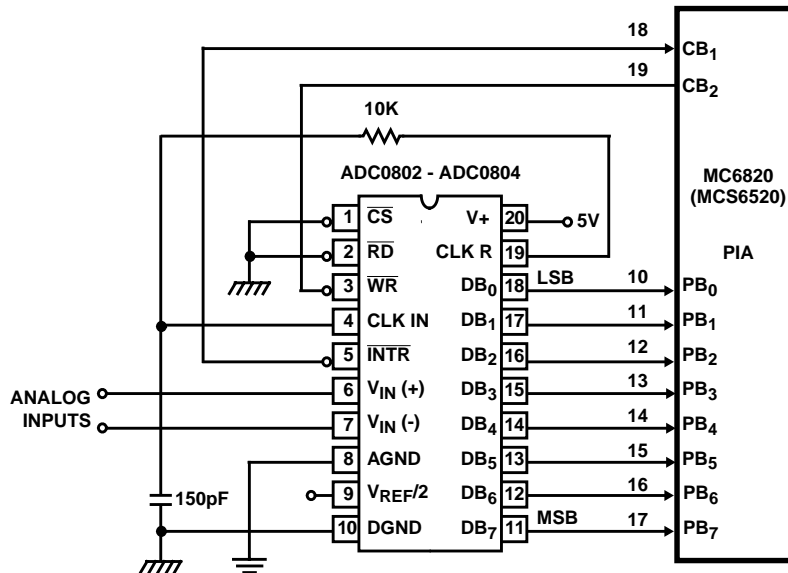 18
CB1
19
CB2
10K
ADC0802 - ADC0804
MC6820
(MCS6520)
PIA
1 CS V+ 20 5V
2 RD CLK R 19
3 WR DB0 18 LSB 10 PB0
4 CLK IN DB1 17 11 PB1
5 INTR DB2 16 12 PB2
6 VIN (+) DB3 15 13 PB3
ANALOG
INPUTS
7 VIN (-) DB4 14 14 PB4
8 AGND DB5 13 15 PB5
150pF
9 VREF/2 DB6 12 16 PB6
10 DGND DB7 11 MSB 17 PB7